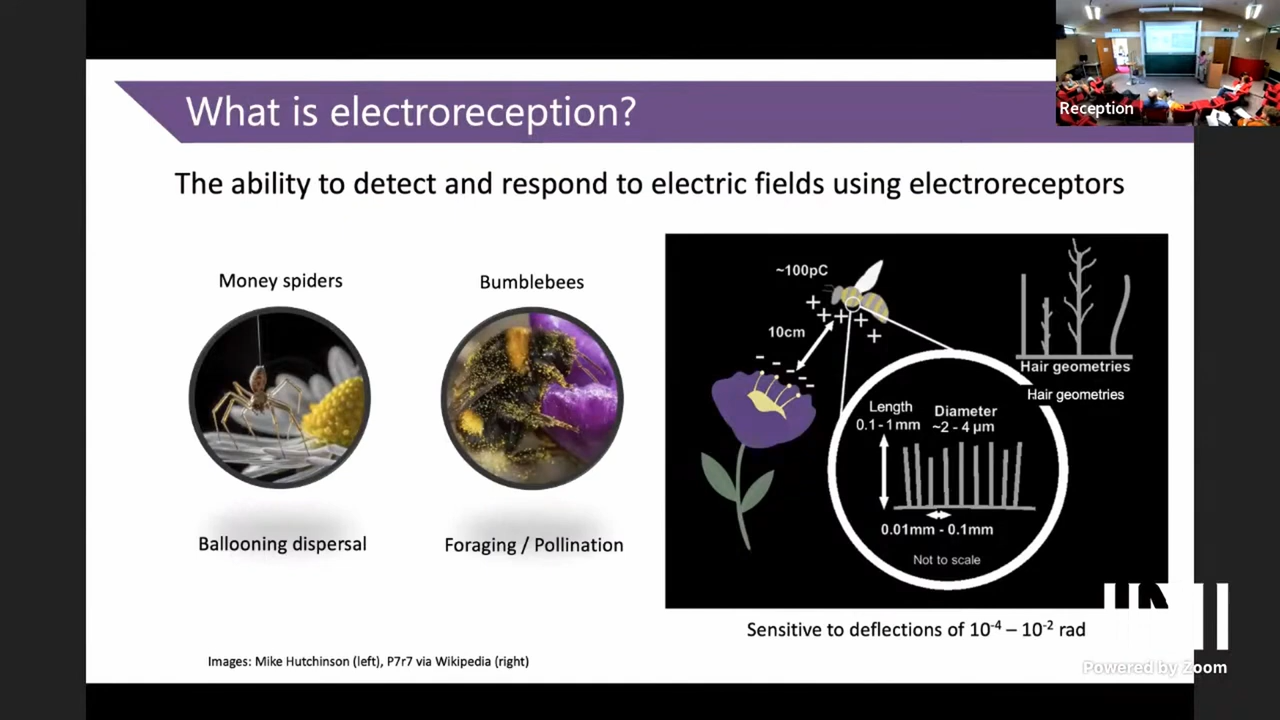 Reception
What is electroreception?
The ability to detect and respond to electric fields using electroreceptors
Money spiders
Bumblebees
Ballooning dispersal
Foraging / Pollination
~100pC
10cm
Hair geometries
Hair geometries
Length
0.1-1mm
Diameter
~2 - 4 µm
0.01mm - 0.1mm
Not to scale
Sensitive to deflections of 10⁻⁴ – 10⁻² rad
Images: Mike Hutchinson (left), P7r7 via Wikipedia (right)
Powered by Zoom